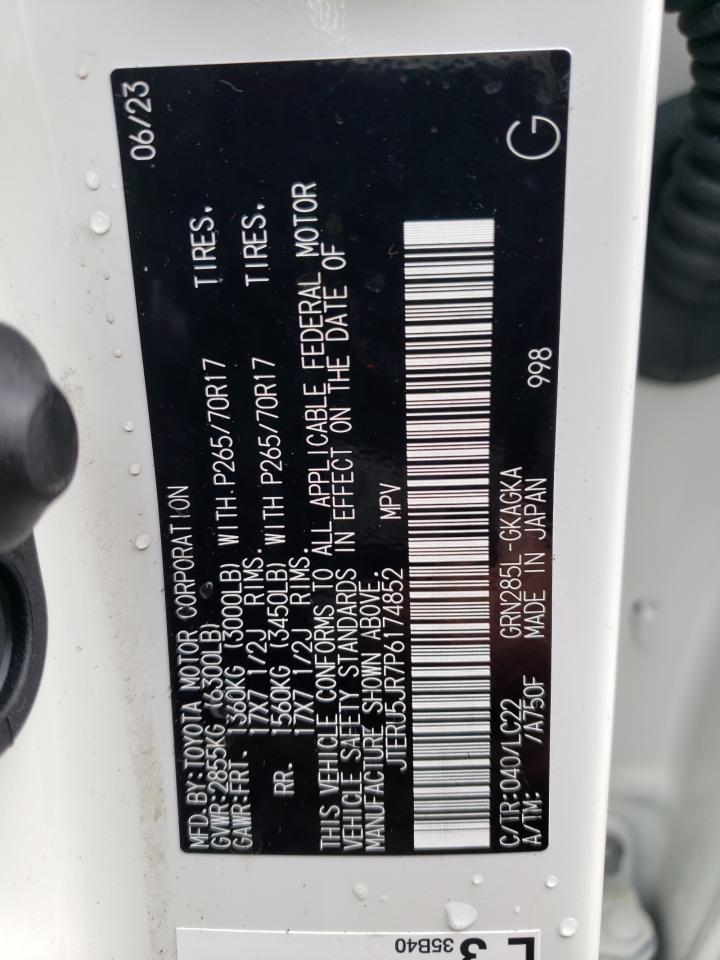 06/23
MFD. BY: TOYOTA MOTOR CORPORATION
GVWR: 2855KG (6300LB)
GAWR: FRT. 1360KG (3000LB) WITH P265/70R17 TIRES.
17X7 1/2J RIMS.
RR. 1560KG (3450LB) WITH P265/70R17 TIRES.
17X7 1/2J RIMS.
THIS VEHICLE CONFORMS TO ALL APPLICABLE FEDERAL MOTOR
VEHICLE SAFETY STANDARDS IN EFFECT ON THE DATE OF
MANUFACTURE SHOWN ABOVE.
JTERU5JR7P6174852 MPV
C/TR: 040/LC22 GRN285L-GKAGKA 998
A/TM: /A750F MADE IN JAPAN
G
35B40